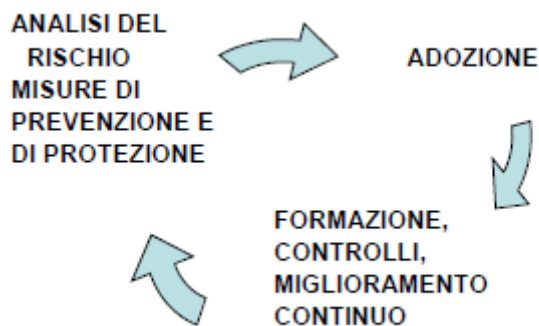 ANALISI DEL
RISCHIO
MISURE DI
PREVENZIONE E
DI PROTEZIONE
ADOZIONE
FORMAZIONE,
CONTROLLI,
MIGLIORAMENTO
CONTINUO